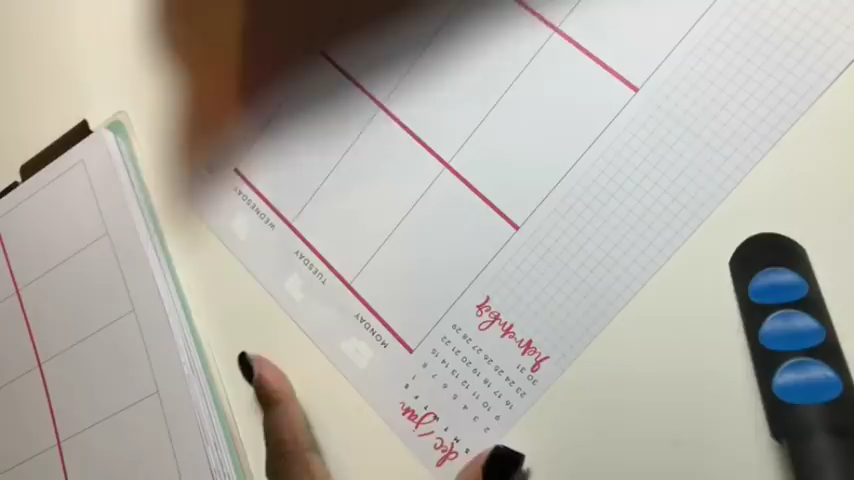 dec/jan
S M T W T F S
1
2 3 4 5 6 7 8
9 10 11 12 13 14 15
16 17 18 19 20 21 22
23 24 25 26 27 28 29
30 31
MONDAY
TUESDAY
WEDNESDAY